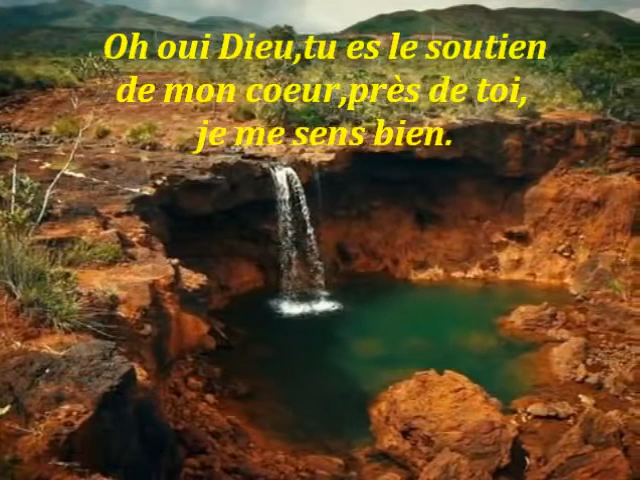 Oh oui Dieu,tu es le soutien
de mon coeur,près de toi,
je me sens bien.